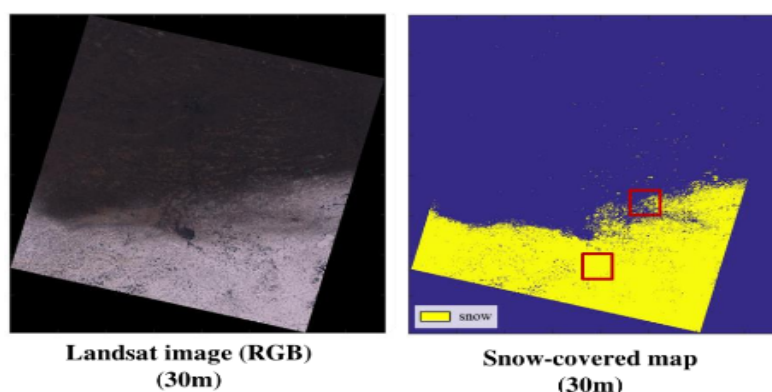 snow
Landsat image (RGB)
(30m)
Snow-covered map
(30m)